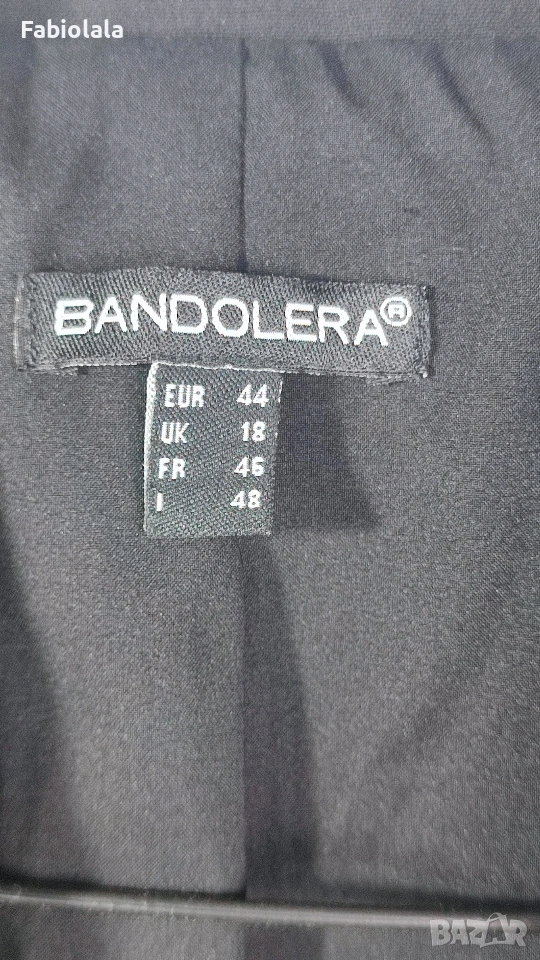 Fabiolala
BANDOLERA®
EUR 44
UK 18
FR 46
I 48
BAZAR